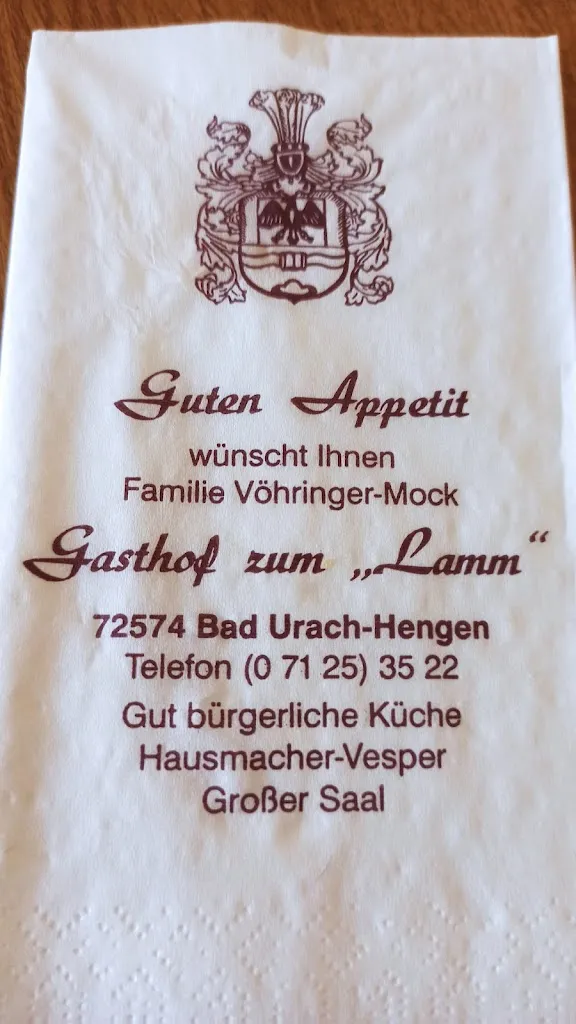 Guten Appetit
wünscht Ihnen
Familie Vöhringer-Mock
Gasthof zum „Lamm“
72574 Bad Urach-Hengen
Telefon (0 71 25) 35 22
Gut bürgerliche Küche
Hausmacher-Vesper
Großer Saal